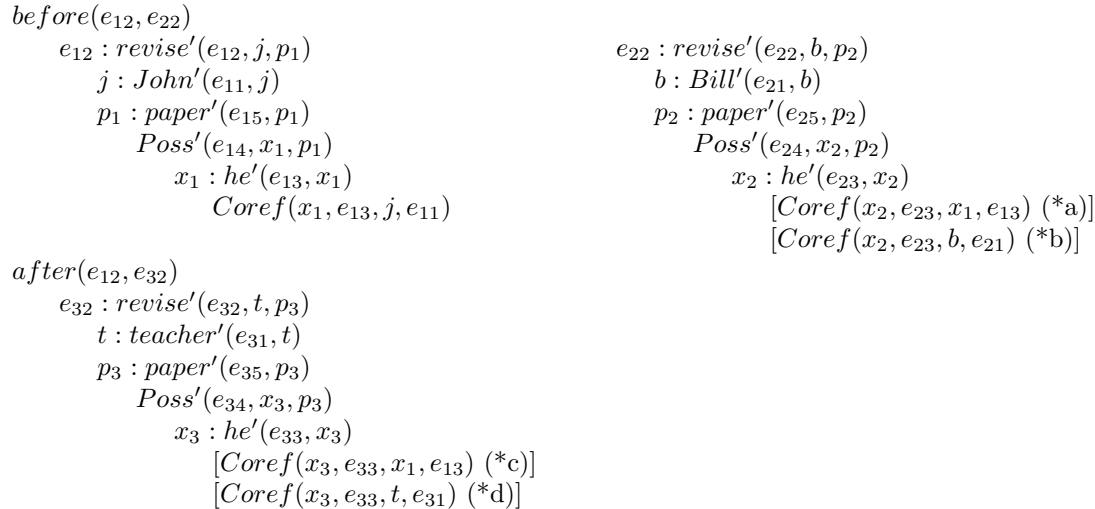 before(e₁₂, e₂₂)
e₁₂ : revise′(e₁₂, j, p₁)
j : John′(e₁₁, j)
p₁ : paper′(e₁₅, p₁)
Poss′(e₁₄, x₁, p₁)
x₁ : he′(e₁₃, x₁)
Coref(x₁, e₁₃, j, e₁₁)
e₂₂ : revise′(e₂₂, b, p₂)
b : Bill′(e₂₁, b)
p₂ : paper′(e₂₅, p₂)
Poss′(e₂₄, x₂, p₂)
x₂ : he′(e₂₃, x₂)
[Coref(x₂, e₂₃, x₁, e₁₃) (*a)]
[Coref(x₂, e₂₃, b, e₂₁) (*b)]
after(e₁₂, e₃₂)
e₃₂ : revise′(e₃₂, t, p₃)
t : teacher′(e₃₁, t)
p₃ : paper′(e₃₅, p₃)
Poss′(e₃₄, x₃, p₃)
x₃ : he′(e₃₃, x₃)
[Coref(x₃, e₃₃, x₁, e₁₃) (*c)]
[Coref(x₃, e₃₃, t, e₃₁) (*d)]